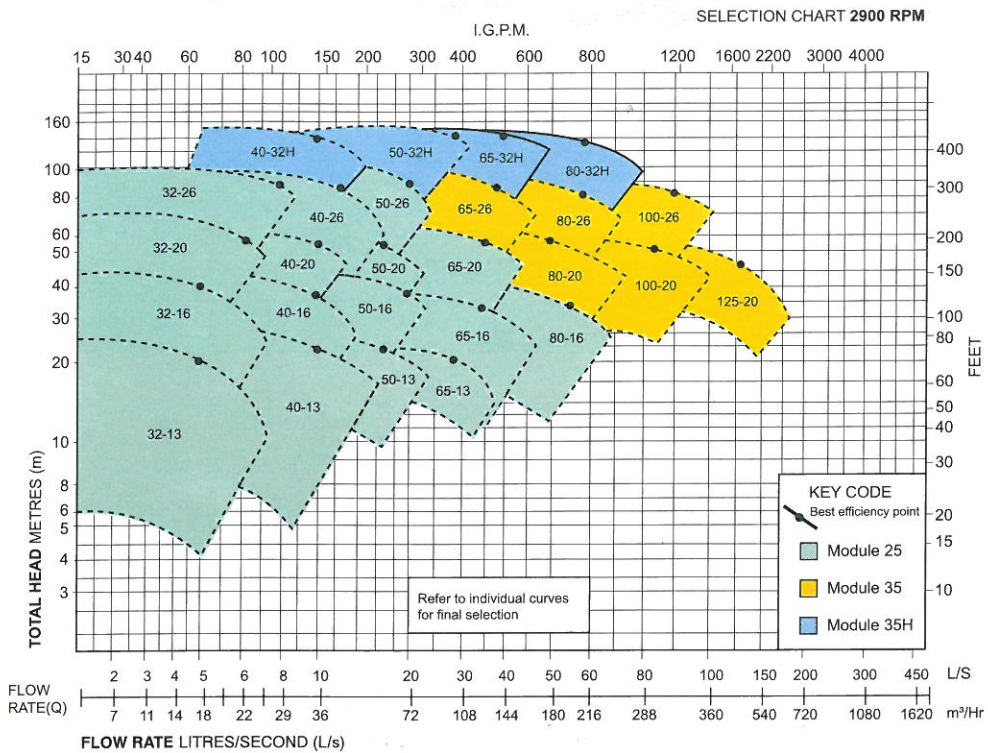 SELECTION CHART 2900 RPM
I.G.P.M.
15 30 40 60 80 100 200 300 400 600 800 1200 1600 2200 3000 4000
160
100
80
60
50
40
30
20
10
8
6
5
4
3
TOTAL HEAD METRES (m)
400
300
200
150
100
80
60
50
40
30
20
15
10
FEET
40-32H
50-32H
65-32H
80-32H
32-26
40-26
50-26
65-26
80-26
100-26
32-20
40-20
50-20
65-20
80-20
100-20
125-20
32-16
40-16
50-16
65-16
80-16
32-13
40-13
50-13
65-13
KEY CODE
Best efficiency point
Module 25
Module 35
Module 35H
Refer to individual curves
for final selection
2 3 4 5 6 8 10 20 30 40 50 60 80 100 150 200 300 400 450 L/S
FLOW
RATE(Q)
7 11 14 18 22 29 36 72 108 144 180 216 288 360 540 720 1080 1620 m³/Hr
FLOW RATE LITRES/SECOND (L/s)